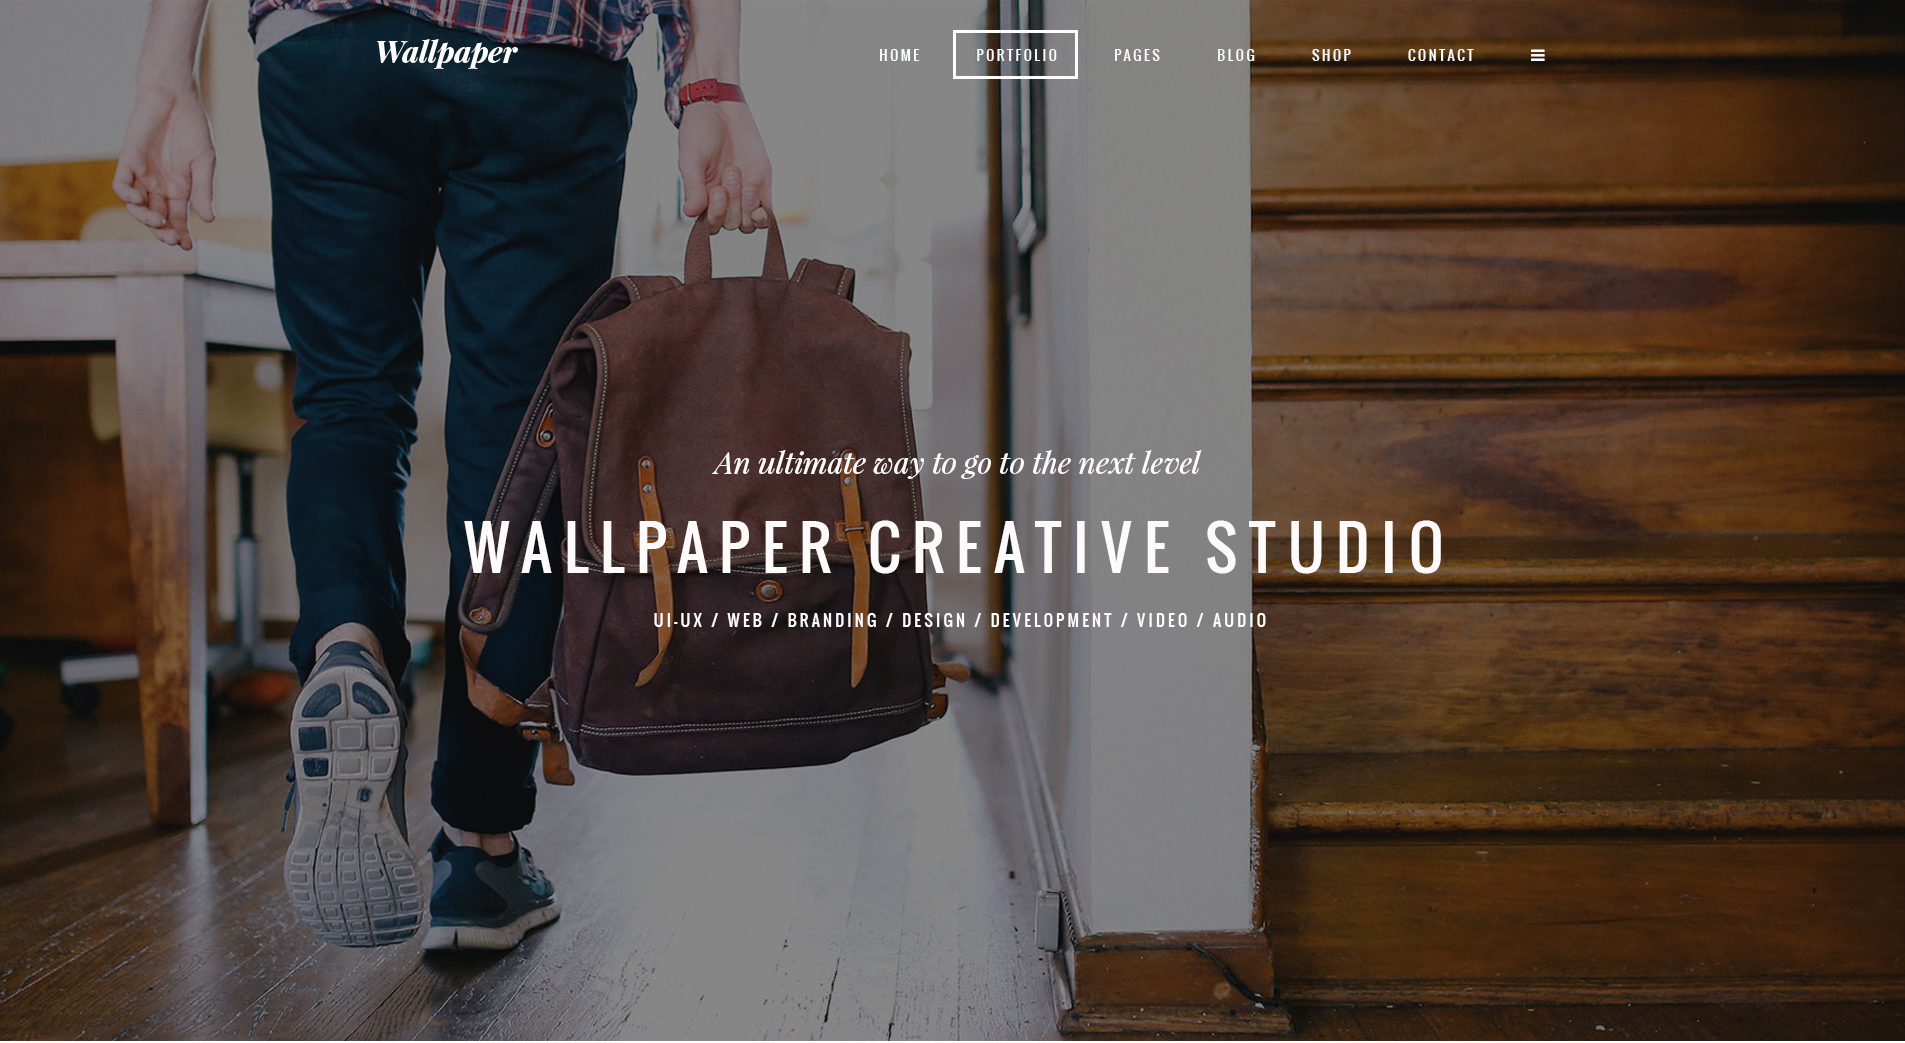 Wallpaper
HOME PORTFOLIO PAGES BLOG SHOP CONTACT
An ultimate way to go to the next level
WALLPAPER CREATIVE STUDIO
UI-UX / WEB / BRANDING / DESIGN / DEVELOPMENT / VIDEO / AUDIO